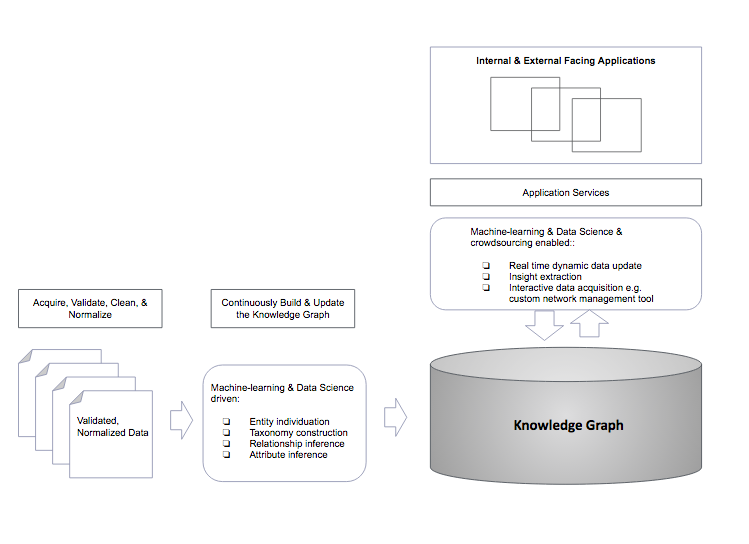 Internal & External Facing Applications
Application Services
Machine-learning & Data Science &
crowdsourcing enabled::
Real time dynamic data update
Insight extraction
Interactive data acquisition e.g.
custom network management tool
Acquire, Validate, Clean, &
Normalize
Continuously Build & Update
the Knowledge Graph
Validated,
Normalized Data
Machine-learning & Data Science
driven:
Entity individuation
Taxonomy construction
Relationship inference
Attribute inference
Knowledge Graph